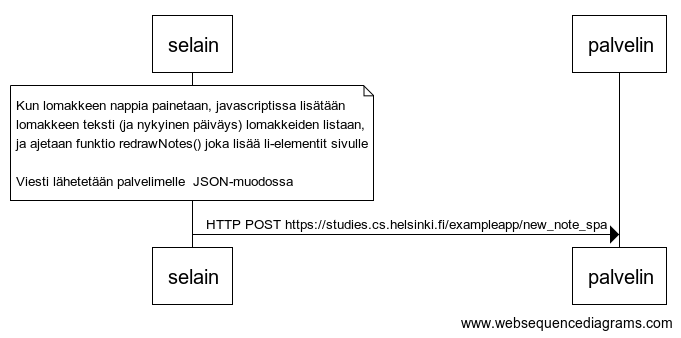 selain
palvelin
Kun lomakkeen nappia painetaan, javascriptissa lisätään
lomakkeen teksti (ja nykyinen päiväys) lomakkeiden listaan,
ja ajetaan funktio redrawNotes() joka lisää li-elementit sivulle
Viesti lähetetään palvelimelle  JSON-muodossa
HTTP POST https://studies.cs.helsinki.fi/exampleapp/new_note_spa
selain
palvelin
www.websequencediagrams.com